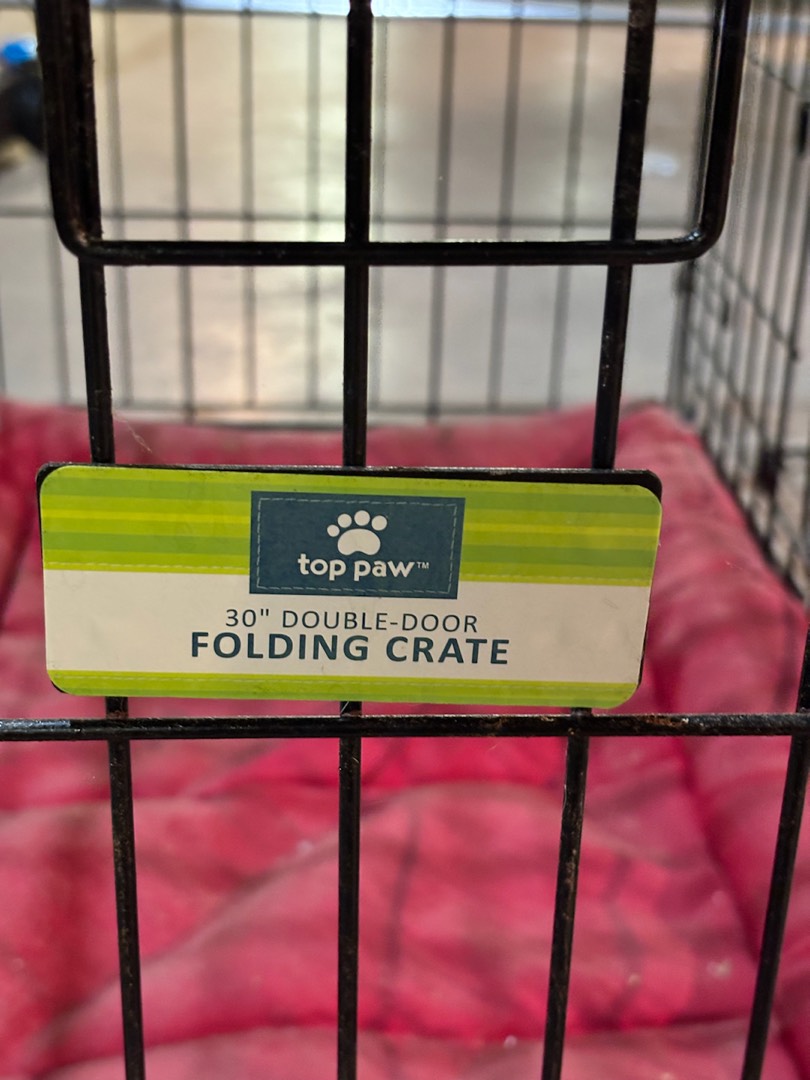 top paw™
30" DOUBLE-DOOR
FOLDING CRATE